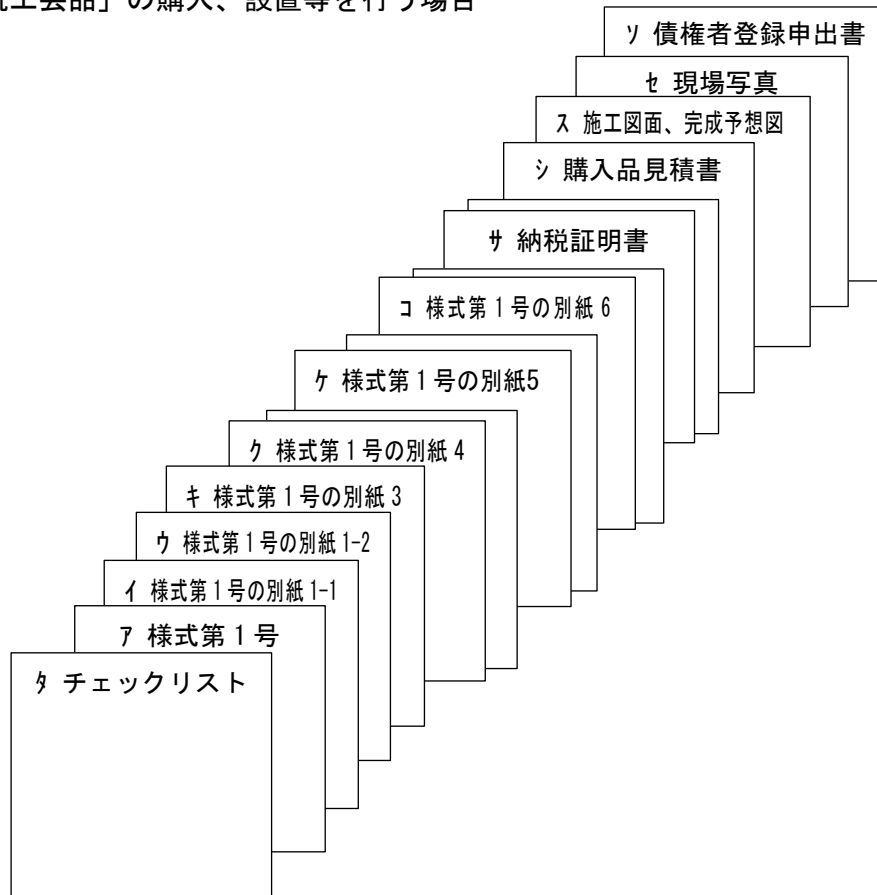 工芸品」の購入、設置等を行う場合
ｿ 債権者登録申出書
ｾ 現場写真
ｽ 施工図面、完成予想図
ｼ 購入品見積書
ｻ 納税証明書
ｺ 様式第１号の別紙６
ｹ 様式第１号の別紙5
ｸ 様式第１号の別紙４
ｷ 様式第１号の別紙３
ｳ 様式第１号の別紙1-2
ｲ 様式第１号の別紙1-1
ｱ 様式第１号
ﾀ チェックリスト